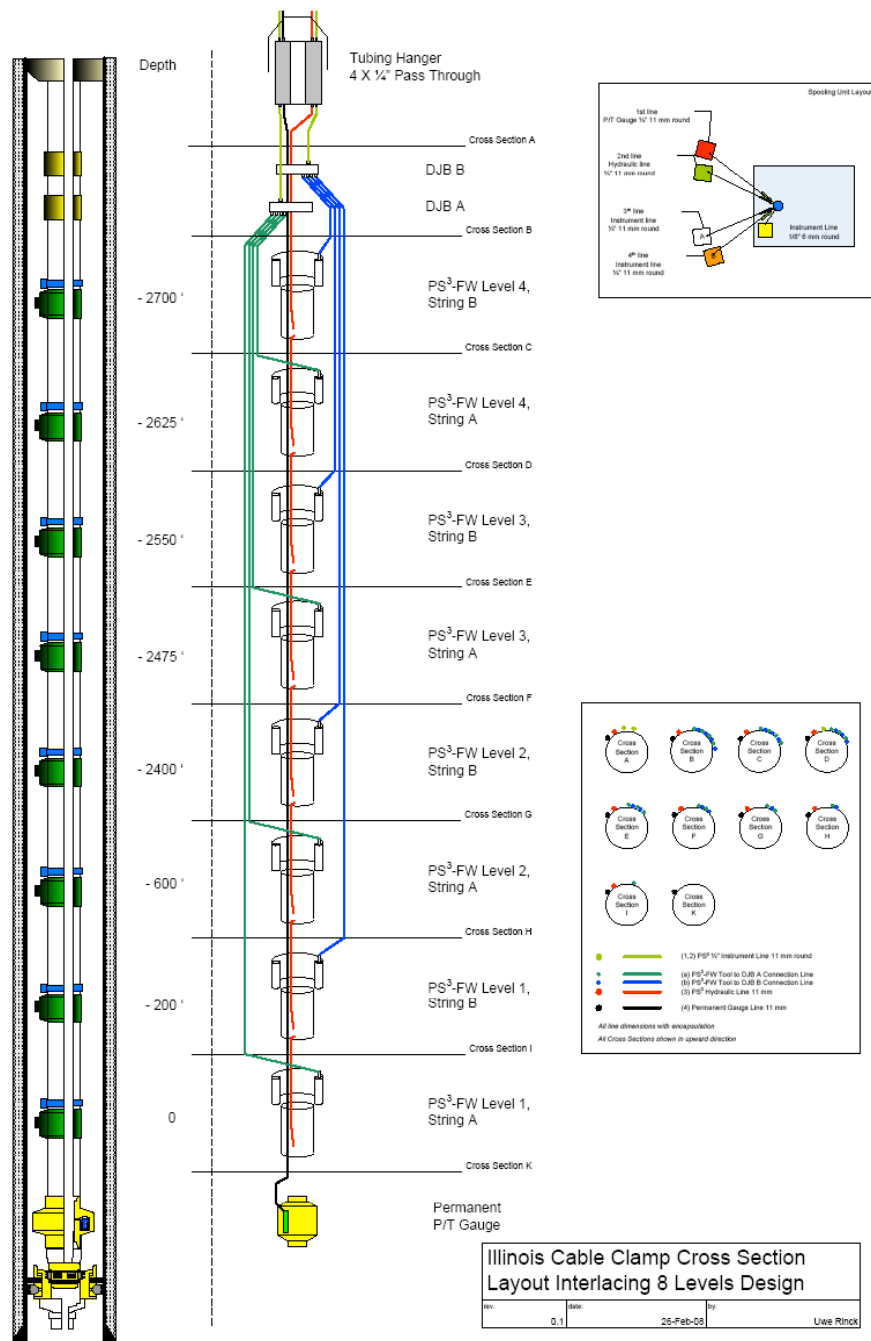 Depth
Tubing Hanger
4 X ¼" Pass Through
Cross Section A
DJB B
DJB A
Cross Section B
- 2700 '
PS³-FW Level 4,
String B
Cross Section C
- 2625 '
PS³-FW Level 4,
String A
Cross Section D
- 2550 '
PS³-FW Level 3,
String B
Cross Section E
- 2475 '
PS³-FW Level 3,
String A
Cross Section F
- 2400 '
PS³-FW Level 2,
String B
Cross Section G
- 600 '
PS³-FW Level 2,
String A
Cross Section H
- 200 '
PS³-FW Level 1,
String B
Cross Section I
0
PS³-FW Level 1,
String A
Cross Section K
Permanent
P/T Gauge
Spooling Unit Layout
1st line
P/T Gauge ¼" 11 mm round
2nd line
Hydraulic line
¼" 11 mm round
3rd line
Instrument line
¼" 11 mm round
A
4th line
Instrument line
¼" 11 mm round
Instrument Line
1/8" 6 mm round
Cross
Section
A
Cross
Section
B
Cross
Section
C
Cross
Section
D
Cross
Section
E
Cross
Section
F
Cross
Section
G
Cross
Section
H
Cross
Section
I
Cross
Section
K
(1,2) PS³ ¼" Instrument Line 11 mm round
(a) PS³-FW Tool to DJB A Connection Line
(b) PS³-FW Tool to DJB B Connection Line
(3) PS³ Hydraulic Line 11 mm
(4) Permanent Gauge Line 11 mm
All line dimensions with encapsulation
All Cross Sections shown in upward direction
Illinois Cable Clamp Cross Section
Layout Interlacing 8 Levels Design
rev. 0.1 date: 26-Feb-08 by: Uwe Rinck